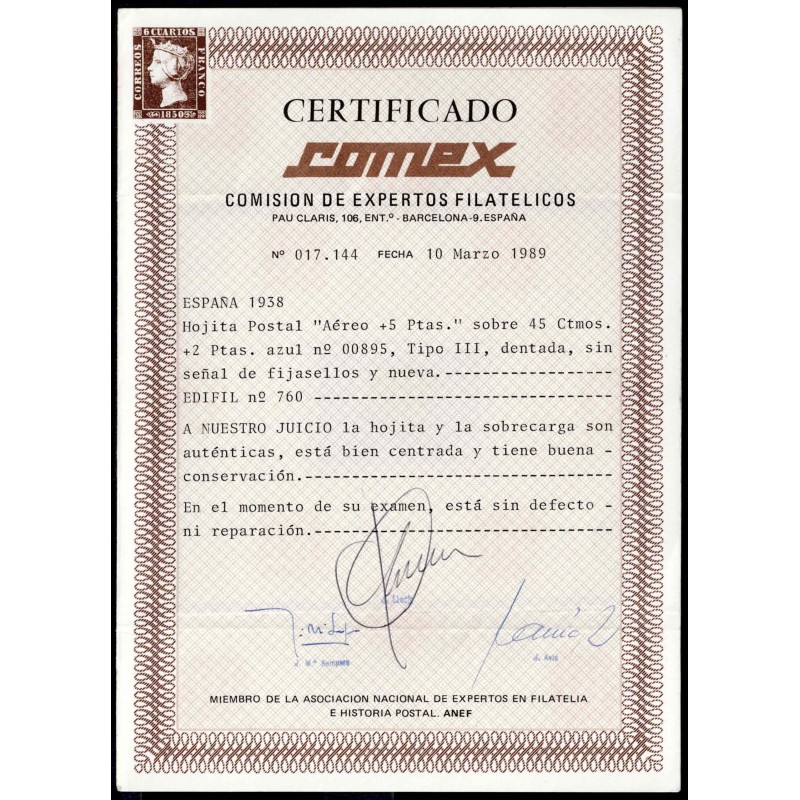 6 CUARTOS
CORREOS
FRANCO
1850
CERTIFICADO
comex
COMISION DE EXPERTOS FILATELICOS
PAU CLARIS, 106, ENT.º - BARCELONA-9. ESPAÑA
Nº 017.144 FECHA 10 Marzo 1989
ESPAÑA 1938
Hojita Postal "Aéreo +5 Ptas." sobre 45 Ctmos.
+2 Ptas. azul nº 00895, Tipo III, dentada, sin
señal de fijasellos y nueva.-----------------
EDIFIL nº 760 ------------------------------
A NUESTRO JUICIO la hojita y la sobrecarga son
auténticas, está bien centrada y tiene buena -
conservación.--------------------------------
En el momento de su examen, está sin defecto -
ni reparación.-------------------------------
J. Lluch
J. Mª Sempere
MIEMBRO DE LA ASOCIACION NACIONAL DE EXPERTOS EN FILATELIA
E HISTORIA POSTAL. ANEF